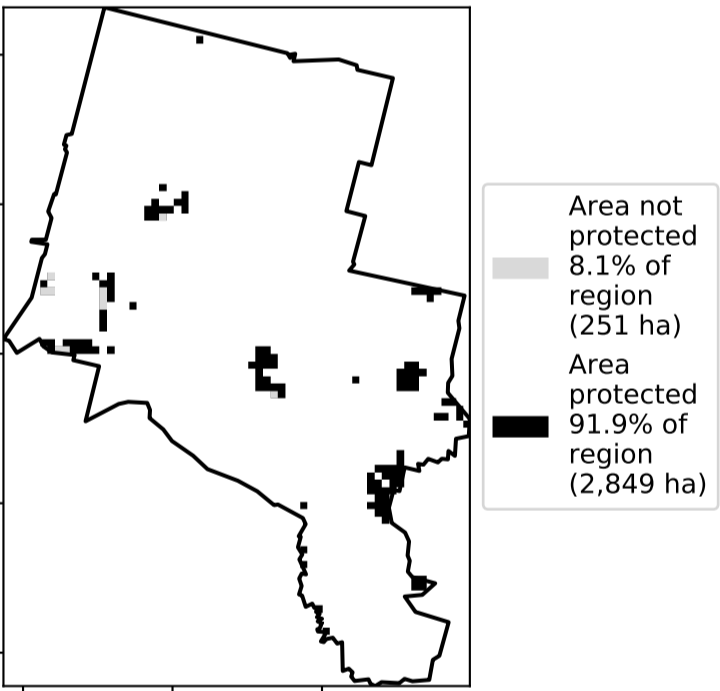 Area not
protected
8.1% of
region
(251 ha)
Area
protected
91.9% of
region
(2,849 ha)